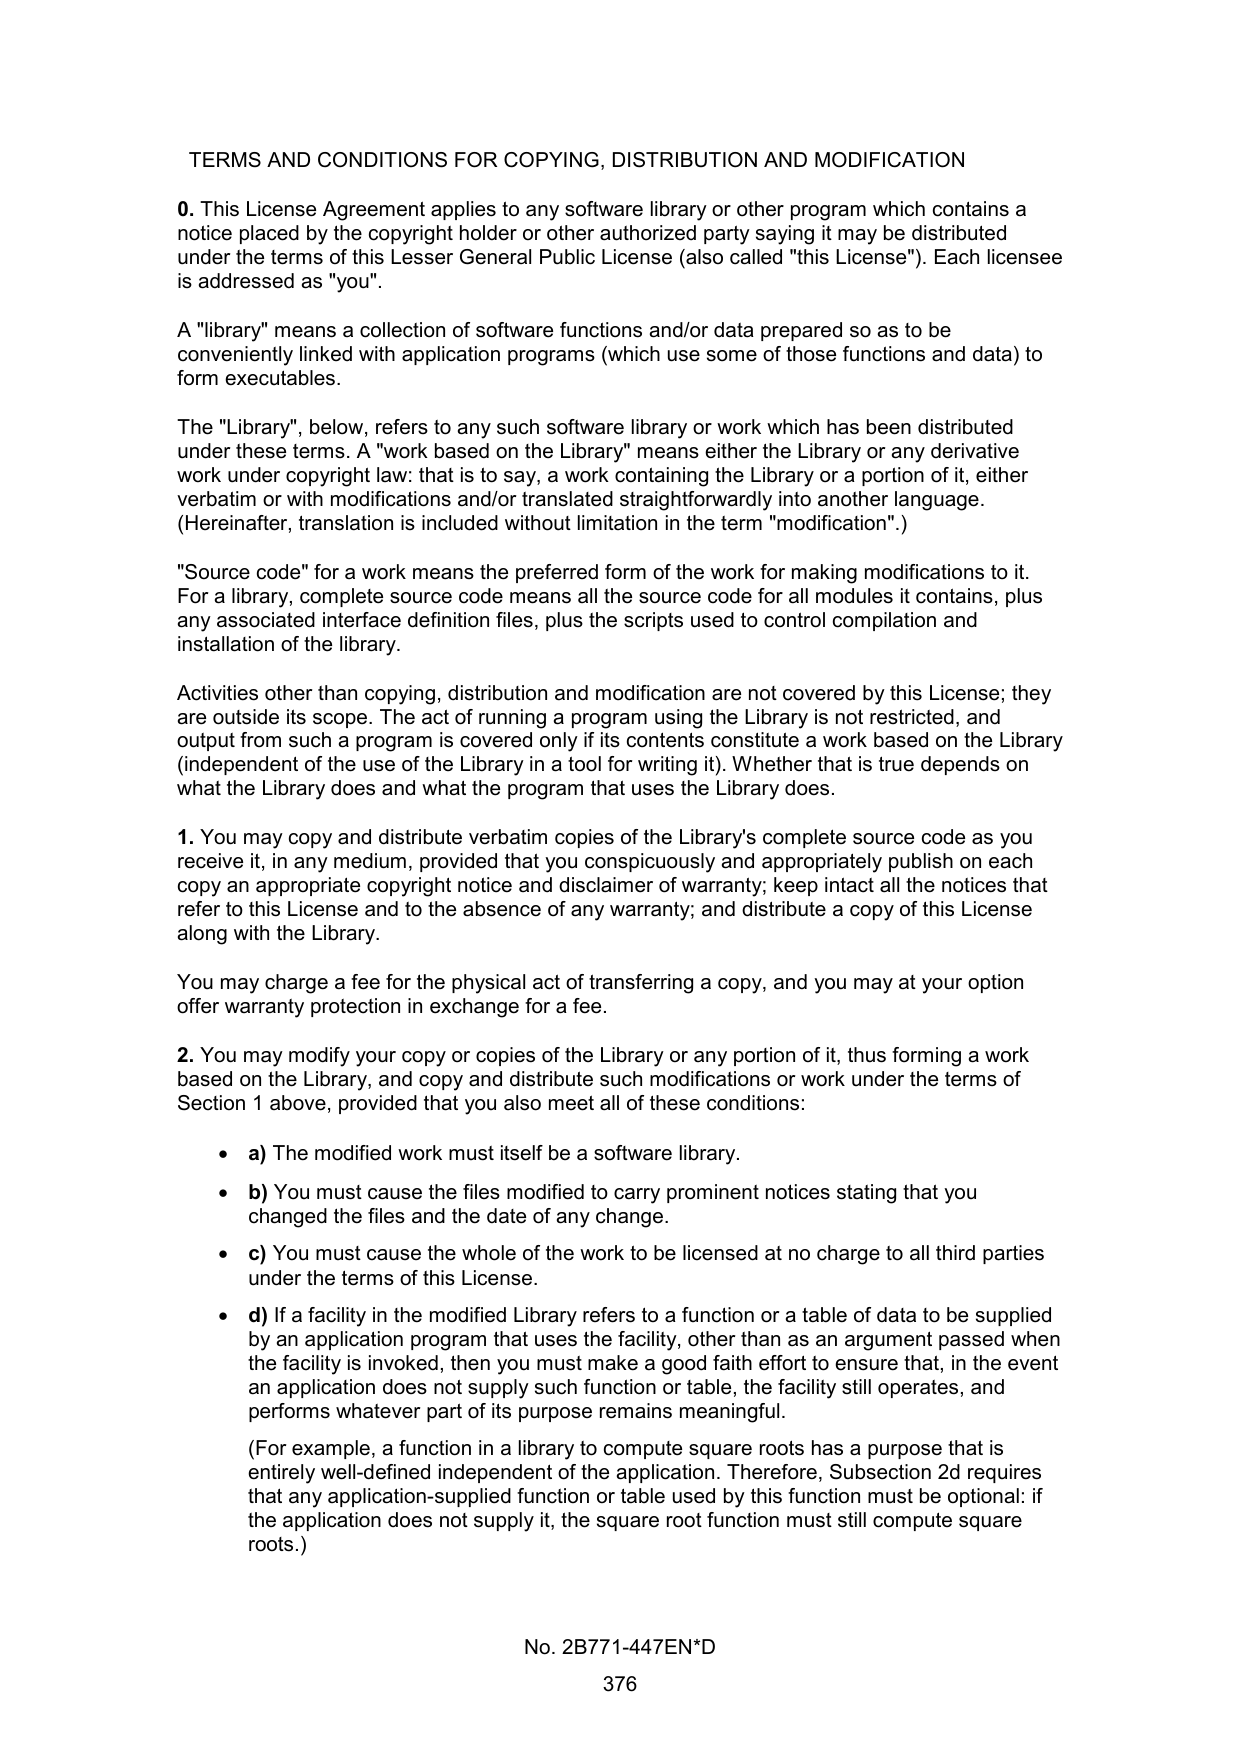 TERMS AND CONDITIONS FOR COPYING, DISTRIBUTION AND MODIFICATION
0. This License Agreement applies to any software library or other program which contains a
notice placed by the copyright holder or other authorized party saying it may be distributed
under the terms of this Lesser General Public License (also called "this License"). Each licensee
is addressed as "you".
A "library" means a collection of software functions and/or data prepared so as to be
conveniently linked with application programs (which use some of those functions and data) to
form executables.
The "Library", below, refers to any such software library or work which has been distributed
under these terms. A "work based on the Library" means either the Library or any derivative
work under copyright law: that is to say, a work containing the Library or a portion of it, either
verbatim or with modifications and/or translated straightforwardly into another language.
(Hereinafter, translation is included without limitation in the term "modification".)
"Source code" for a work means the preferred form of the work for making modifications to it.
For a library, complete source code means all the source code for all modules it contains, plus
any associated interface definition files, plus the scripts used to control compilation and
installation of the library.
Activities other than copying, distribution and modification are not covered by this License; they
are outside its scope. The act of running a program using the Library is not restricted, and
output from such a program is covered only if its contents constitute a work based on the Library
(independent of the use of the Library in a tool for writing it). Whether that is true depends on
what the Library does and what the program that uses the Library does.
1. You may copy and distribute verbatim copies of the Library's complete source code as you
receive it, in any medium, provided that you conspicuously and appropriately publish on each
copy an appropriate copyright notice and disclaimer of warranty; keep intact all the notices that
refer to this License and to the absence of any warranty; and distribute a copy of this License
along with the Library.
You may charge a fee for the physical act of transferring a copy, and you may at your option
offer warranty protection in exchange for a fee.
2. You may modify your copy or copies of the Library or any portion of it, thus forming a work
based on the Library, and copy and distribute such modifications or work under the terms of
Section 1 above, provided that you also meet all of these conditions:
• a) The modified work must itself be a software library.
• b) You must cause the files modified to carry prominent notices stating that you
changed the files and the date of any change.
• c) You must cause the whole of the work to be licensed at no charge to all third parties
under the terms of this License.
• d) If a facility in the modified Library refers to a function or a table of data to be supplied
by an application program that uses the facility, other than as an argument passed when
the facility is invoked, then you must make a good faith effort to ensure that, in the event
an application does not supply such function or table, the facility still operates, and
performs whatever part of its purpose remains meaningful.
(For example, a function in a library to compute square roots has a purpose that is
entirely well-defined independent of the application. Therefore, Subsection 2d requires
that any application-supplied function or table used by this function must be optional: if
the application does not supply it, the square root function must still compute square
roots.)
No. 2B771-447EN*D
376